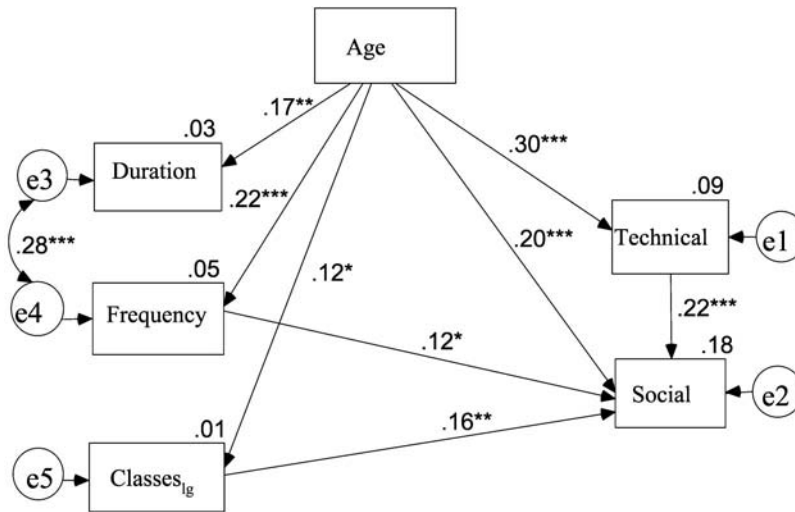 Age
.17**
.03
Duration
e3
.30***
.09
.22***
.20***
Technical
e1
.28***
.05
.12*
e4
Frequency
.22***
.12*
.18
Social
e2
.01
.16**
e5
Classes_lg